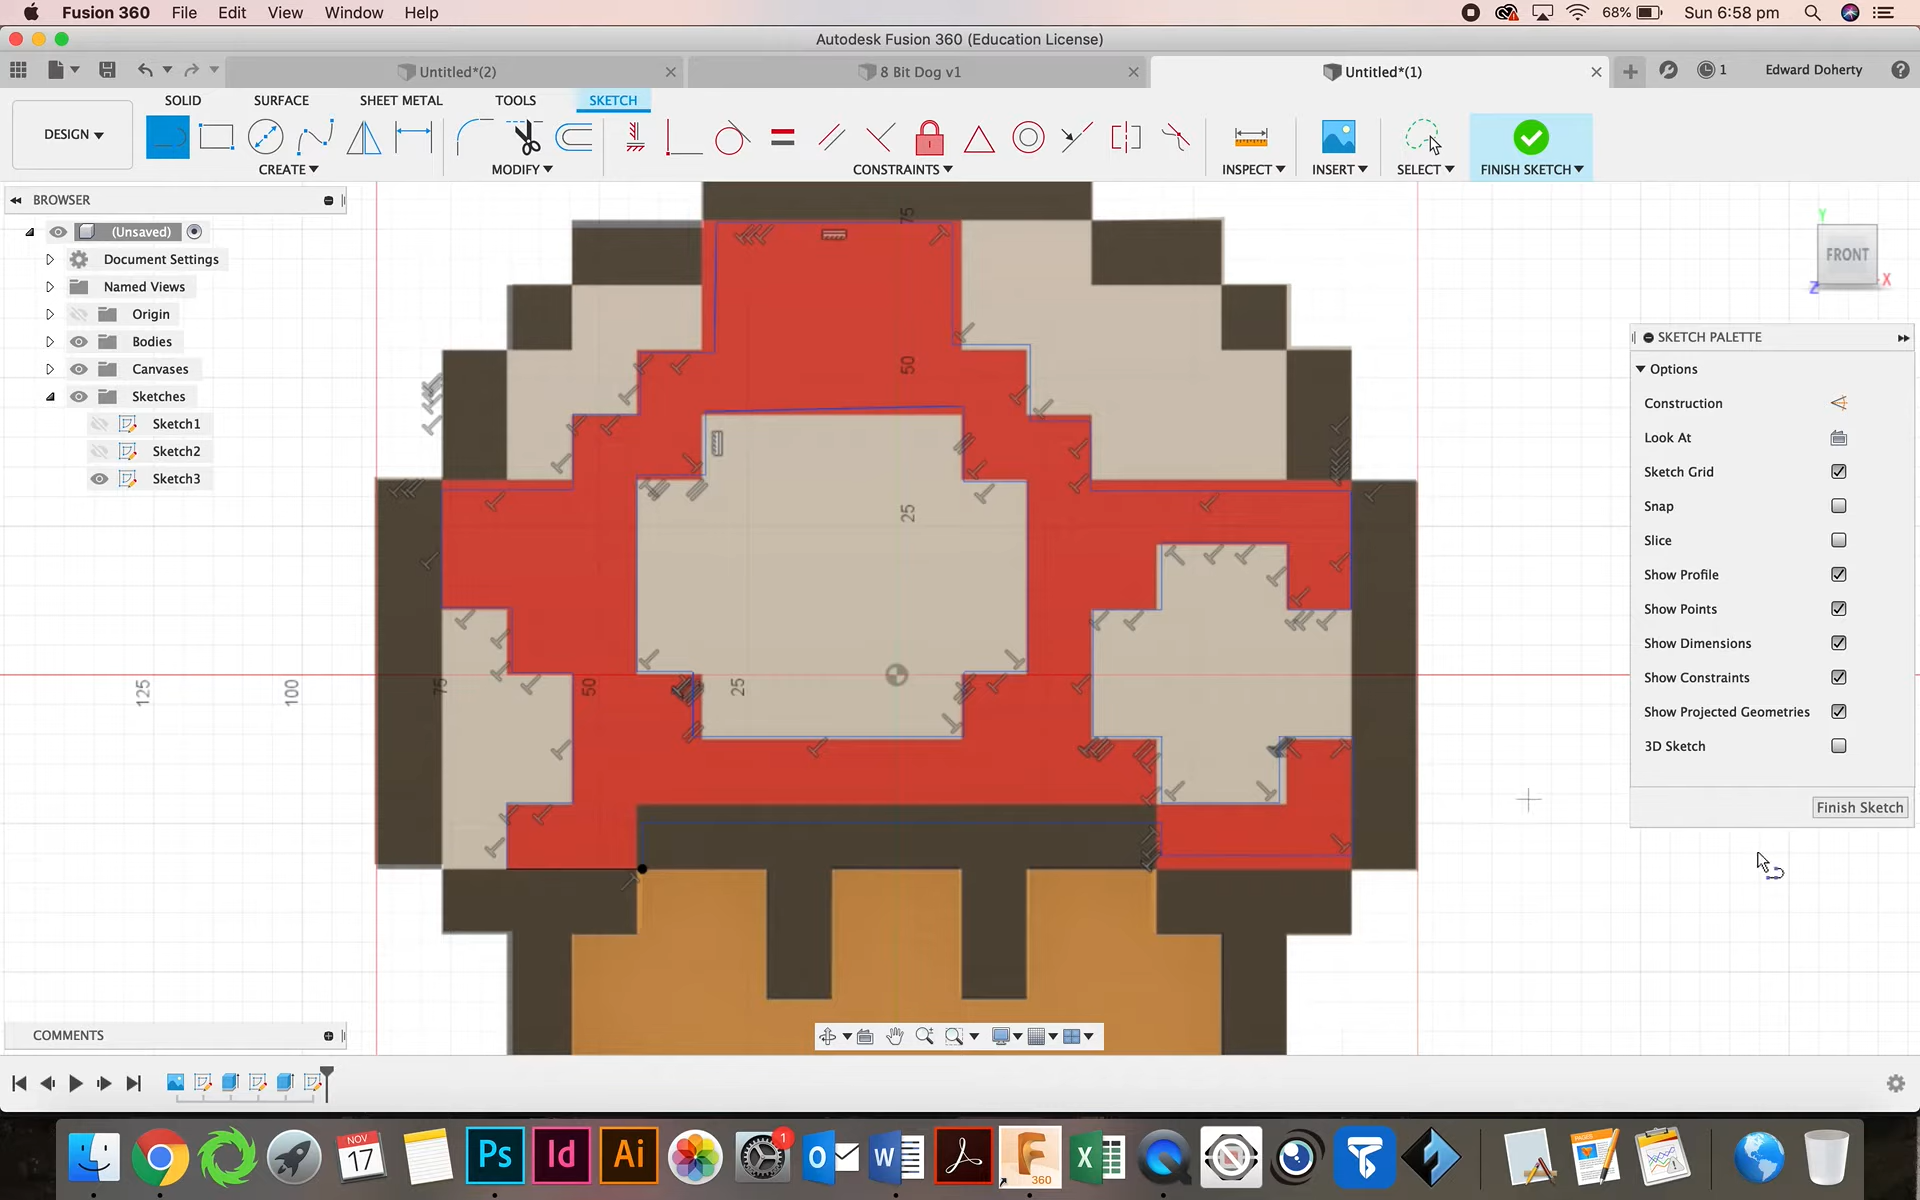 Fusion 360 File Edit View Window Help 68% Sun 6:58 pm
Autodesk Fusion 360 (Education License)
Untitled*(2) 8 Bit Dog v1 Untitled*(1) 1 Edward Doherty
SOLID SURFACE SHEET METAL TOOLS SKETCH
DESIGN
CREATE MODIFY CONSTRAINTS INSPECT INSERT SELECT FINISH SKETCH
BROWSER
(Unsaved)
Document Settings
Named Views
Origin
Bodies
Canvases
Sketches
Sketch1
Sketch2
Sketch3
75
50
25
125
100
75
50
25
FRONT
Y
X
Z
SKETCH PALETTE
Options
Construction
Look At
Sketch Grid
Snap
Slice
Show Profile
Show Points
Show Dimensions
Show Constraints
Show Projected Geometries
3D Sketch
Finish Sketch
COMMENTS
NOV
17
Ps Id Ai 1 O W F 360 X
PAGES